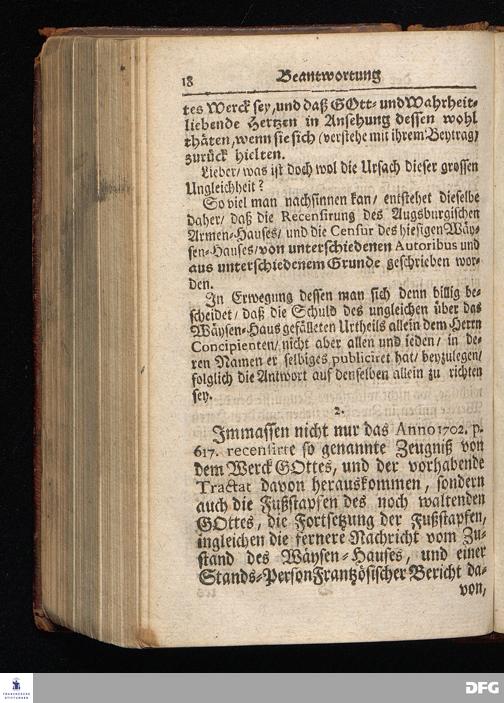 18 Beantwortung
tes Werck sey, und daß GOtt- und Wahrheit-
liebende Hertzen in Ansehung dessen wohl
thäten, wenn sie sich (verstehe mit ihrem Beytrag)
zurück hielten.
Lieber/ was ist doch wol die Ursach dieser grossen
Ungleichheit?
So viel man nachsinnen kan/ entstehet dieselbe
daher/ daß die Recensirung des Augsburgischen
Armen-Hauses/ und die Censur des hiesigen Wäy-
sen-Hauses/ von unterschiedenen Autoribus und
aus unterschiedenem Grunde geschrieben wor-
den.
In Erwegung dessen man sich denn billig be-
scheidet/ daß die Schuld des ungleichen über das
Wäysen-Haus gefälleten Urtheils allein dem Herrn
Concipienten/ nicht aber allen und jeden/ in de-
ren Namen er selbiges publiciret hat/ beyzulegen/
folglich die Antwort auf denselben allein zu richten
sey.
2.
Immassen nicht nur das Anno 1702. p.
617. recensirte so genannte Zeugniß von
dem Werck GOttes, und der vorhabende
Tractat davon herauskommen, sondern
auch die Fußstapfen des noch waltenden
GOttes, die Fortsetzung der Fußstapfen,
ingleichen die fernere Nachricht vom Zu-
stand des Wäysen-Hauses, und einer
Stands-Person Frantzösischer Bericht da-
von,
FRANCKESCHE
STIFTUNGEN
DFG